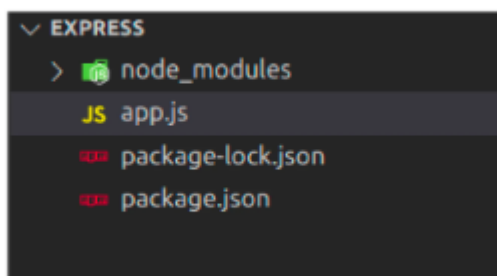 EXPRESS
node_modules
JS app.js
package-lock.json
package.json